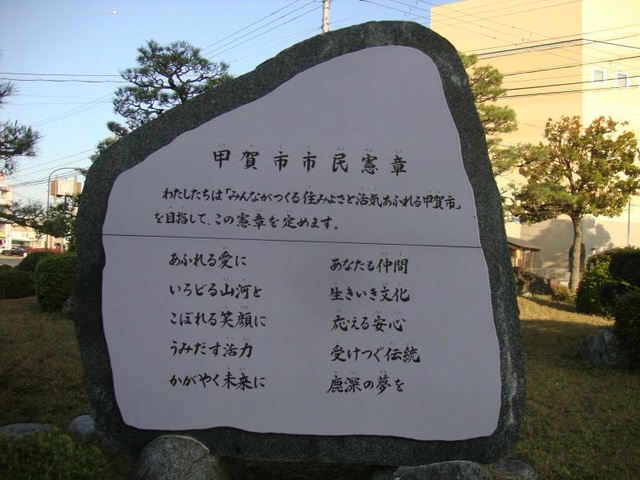 甲賀市市民憲章
わたしたちは「みんながつくる住みよさと活気あふれる甲賀市」
を目指して、この憲章を定めます。
あふれる愛に　あなたも仲間
いろどる山河と　生きいき文化
こぼれる笑顔に　応える安心
うみだす活力　受けつぐ伝統
かがやく未来に　鹿深の夢を